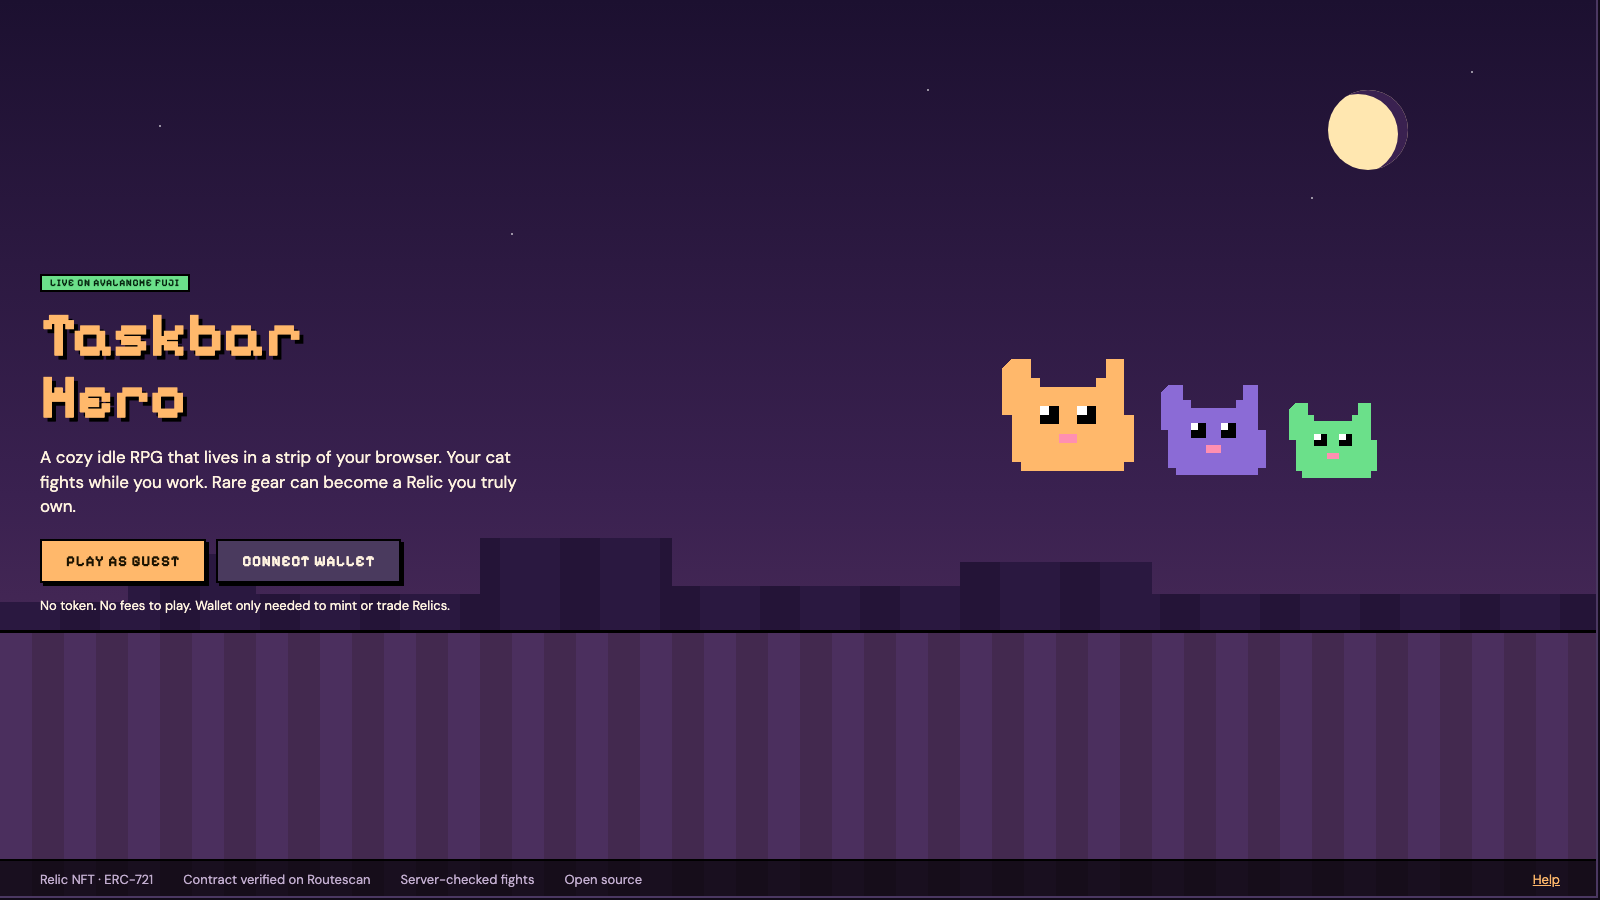 LIVE ON AVALANCHE FUJI
Taskbar
Hero
A cozy idle RPG that lives in a strip of your browser. Your cat
fights while you work. Rare gear can become a Relic you truly
own.
PLAY AS GUEST
CONNECT WALLET
No token. No fees to play. Wallet only needed to mint or trade Relics.
Relic NFT · ERC-721
Contract verified on Routescan
Server-checked fights
Open source
Help